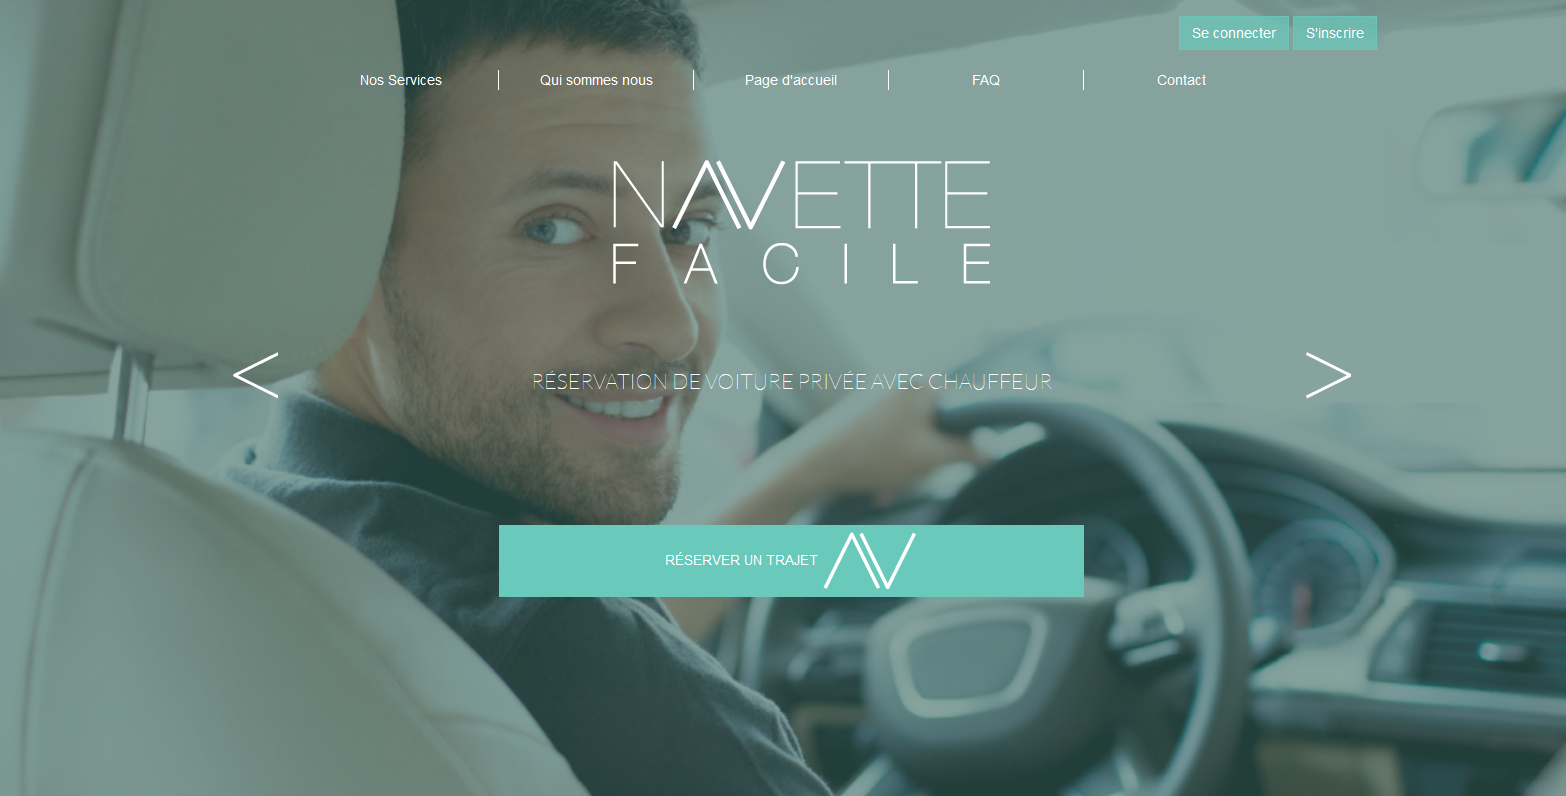 Se connecter S'inscrire
Nos Services Qui sommes nous Page d'accueil FAQ Contact
NAVETTE
FACILE
RÉSERVATION DE VOITURE PRIVÉE AVEC CHAUFFEUR
RÉSERVER UN TRAJET